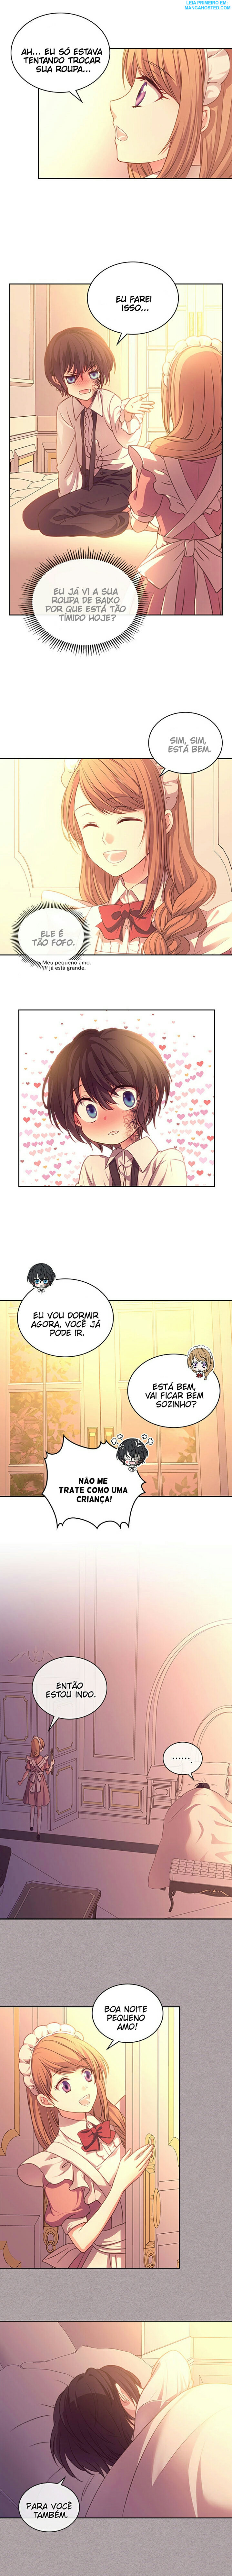 LEIA PRIMEIRO EM-
MANGAHOSTED.COM
AH... EU SÓ ESTAVA
TENTANDO TROCAR
SUA ROUPA...
EU FAREI
ISSO...
EU JÁ VI A SUA
ROUPA DE BAIXO
POR QUE ESTÁ TÃO
TÍMIDO HOJE?
SIM, SIM,
ESTÁ BEM.
ELE É
TÃO FOFO.
Meu pequeno amo,
já está grande.
EU VOU DORMIR
AGORA, VOCÊ JÁ
PODE IR.
ESTÁ BEM,
VAI FICAR BEM
SOZINHO?
NÃO ME
TRATE COMO UMA
CRIANÇA!
ENTÃO
ESTOU INDO.
.......
BOA NOITE
PEQUENO
AMO!
PARA VOCÊ
TAMBÉM.